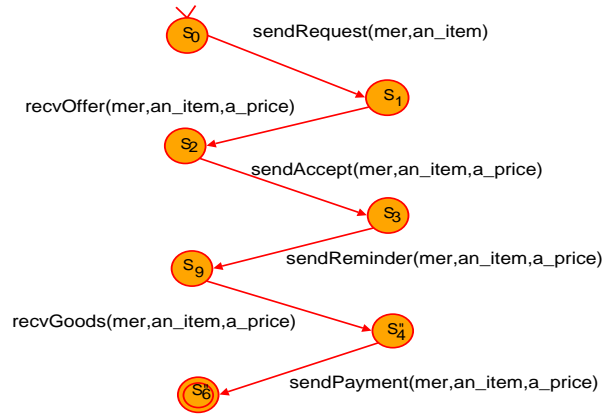 S0
sendRequest(mer,an_item)
S1
recvOffer(mer,an_item,a_price)
S2
sendAccept(mer,an_item,a_price)
S3
sendReminder(mer,an_item,a_price)
S9
recvGoods(mer,an_item,a_price)
S4"
sendPayment(mer,an_item,a_price)
S6"